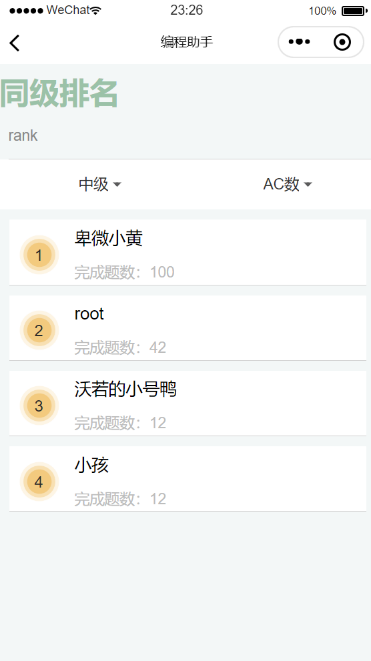 WeChat 23:26 100%
编程助手
同级排名
rank
中级 AC数
1 卑微小黄
完成题数：100
2 root
完成题数：42
3 沃若的小号鸭
完成题数：12
4 小孩
完成题数：12